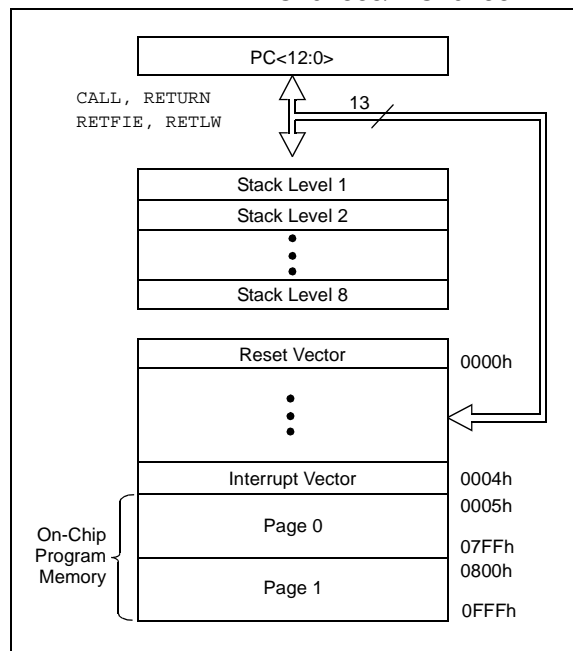 PC<12:0>
CALL, RETURN
RETFIE, RETLW
13
Stack Level 1
Stack Level 2
Stack Level 8
Reset Vector
0000h
Interrupt Vector
0004h
0005h
On-Chip
Program
Memory
Page 0
07FFh
0800h
Page 1
0FFFh